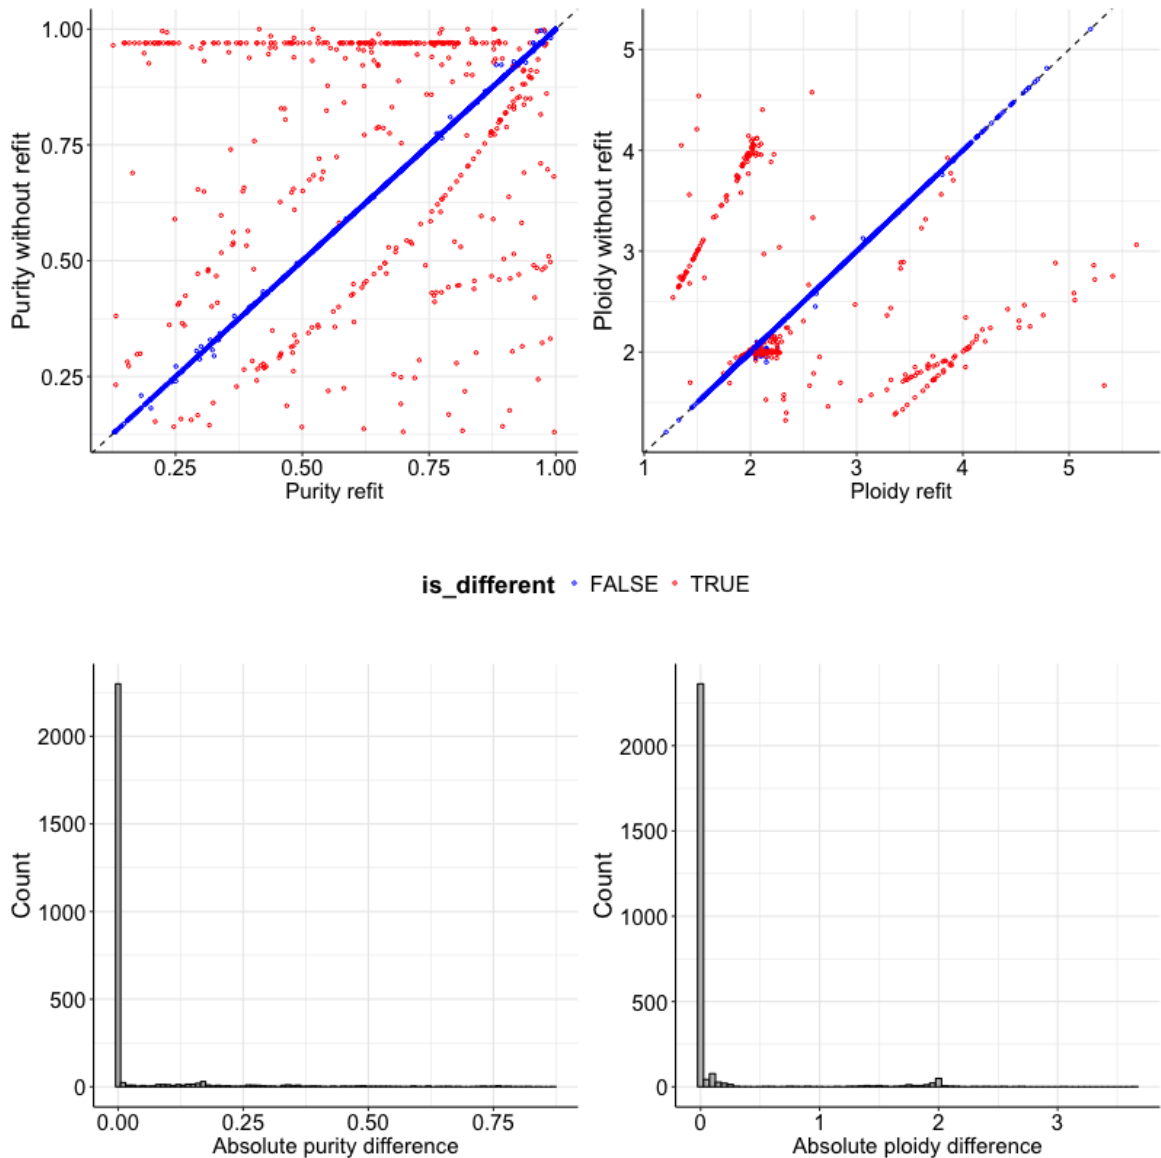 Purity without refit
1.00
0.75
0.50
0.25
0.25 0.50 0.75 1.00
Purity refit
Ploidy without refit
5
4
3
2
1 2 3 4 5
Ploidy refit
is_different FALSE TRUE
Count
2000
1500
1000
500
0
0.00 0.25 0.50 0.75
Absolute purity difference
Count
2000
1500
1000
500
0
0 1 2 3
Absolute ploidy difference